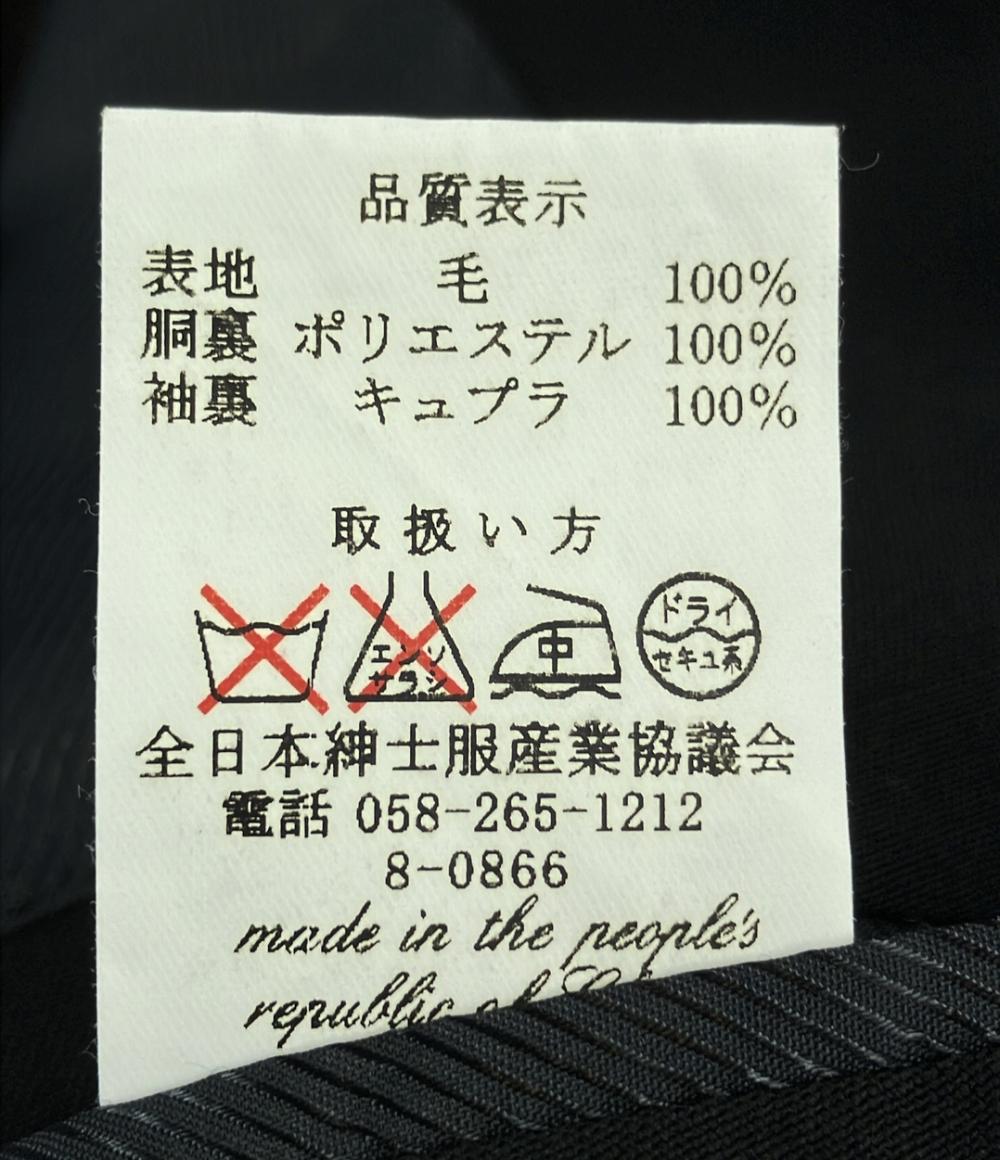 品質表示
表地 毛 100%
胴裏 ポリエステル 100%
袖裏 キュプラ 100%
取扱い方
エンソ
サラシ
中
ドライ
セキユ系
全日本紳士服産業協議会
電話 058-265-1212
8-0866
made in the people's
republic of